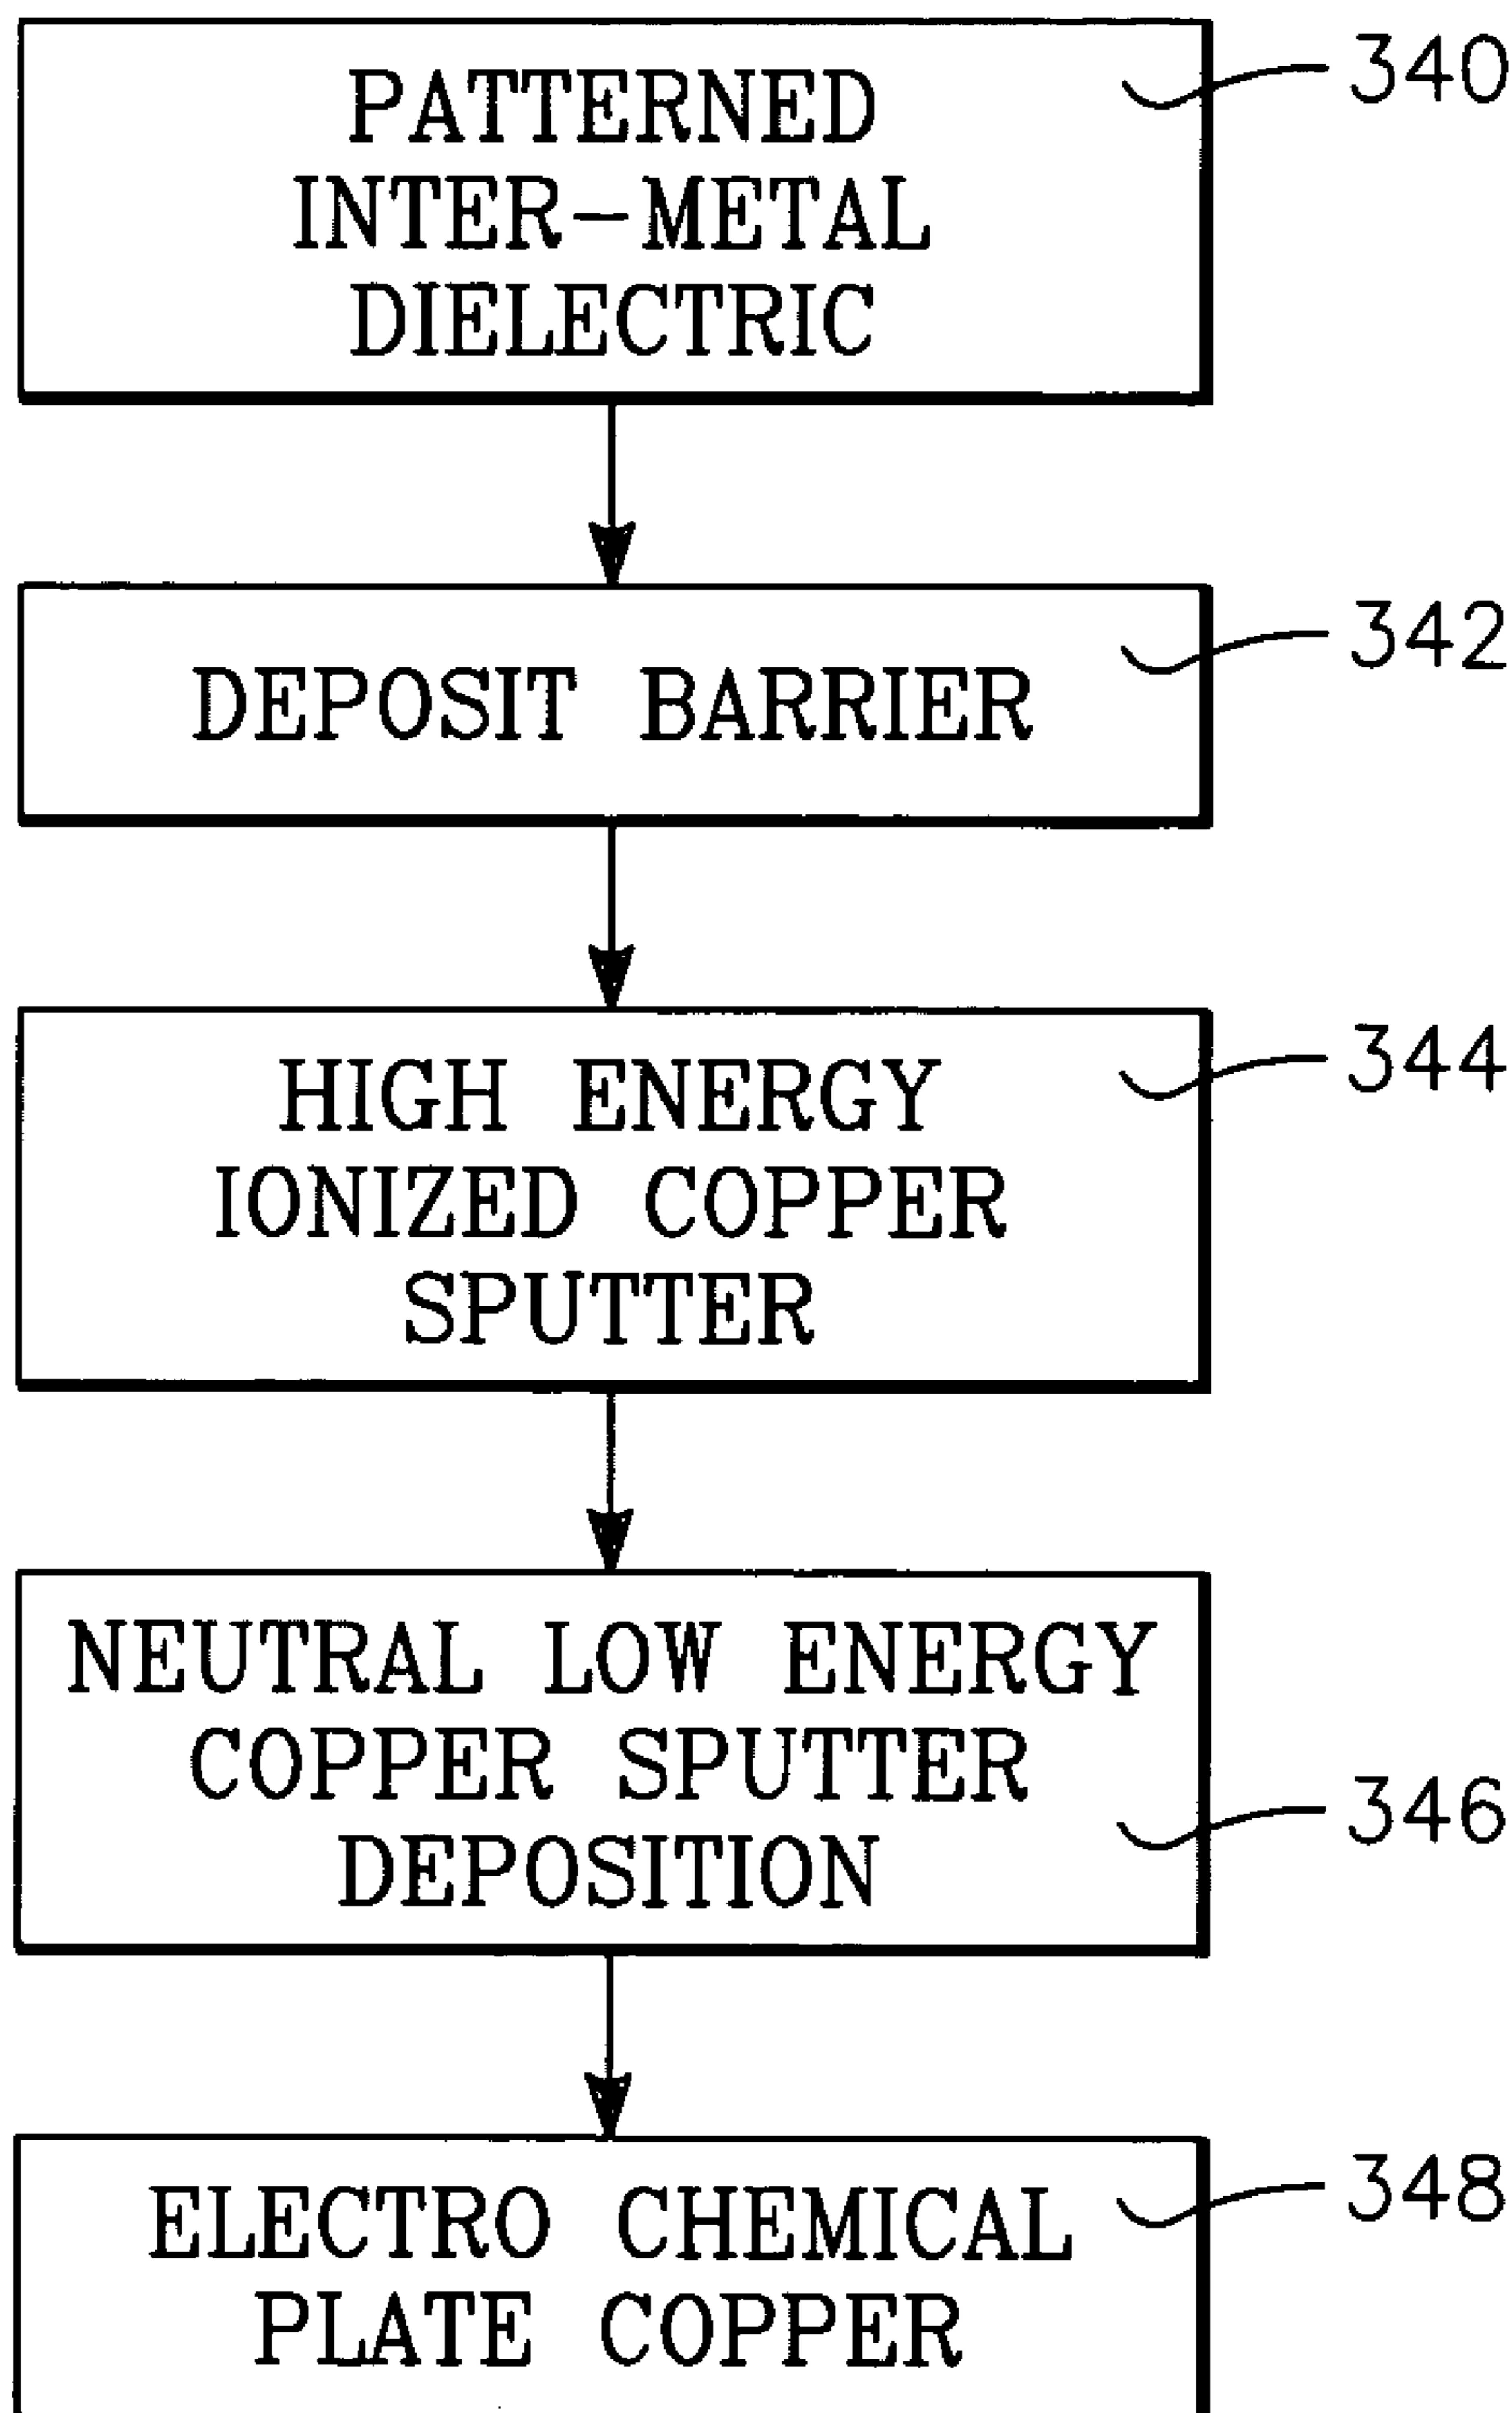 PATTERNED
INTER-METAL
DIELECTRIC
340
DEPOSIT BARRIER
342
HIGH ENERGY
IONIZED COPPER
SPUTTER
344
NEUTRAL LOW ENERGY
COPPER SPUTTER
DEPOSITION
346
ELECTRO CHEMICAL
PLATE COPPER
348